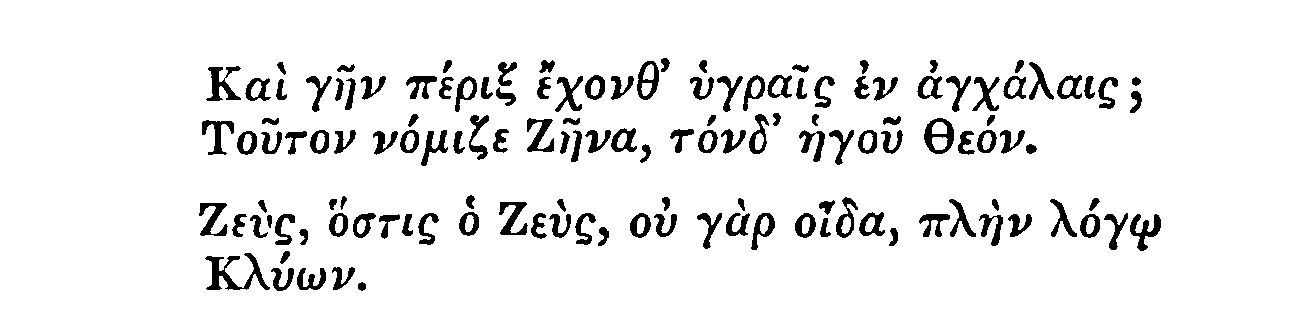 Καὶ γῆν πέριξ ἔχονθ’ ὑγραῖς ἐν ἀγχάλαις;
Τοῦτον νόμιζε Ζῆνα, τόνδ’ ἡγοῦ Θεόν.
Ζεὺς, ὅστις ὁ Ζεὺς, οὐ γὰρ οἶδα, πλὴν λόγῳ
Κλύων.